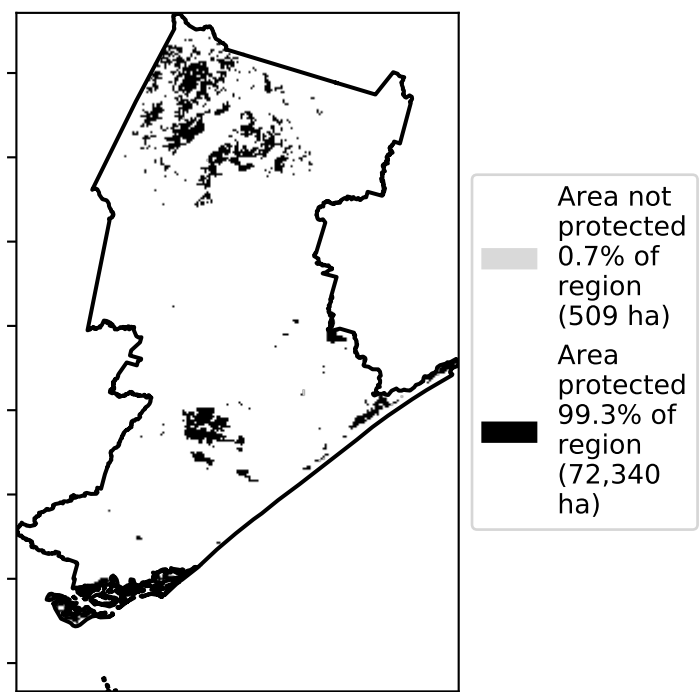 Area not
protected
0.7% of
region
(509 ha)
Area
protected
99.3% of
region
(72,340
ha)